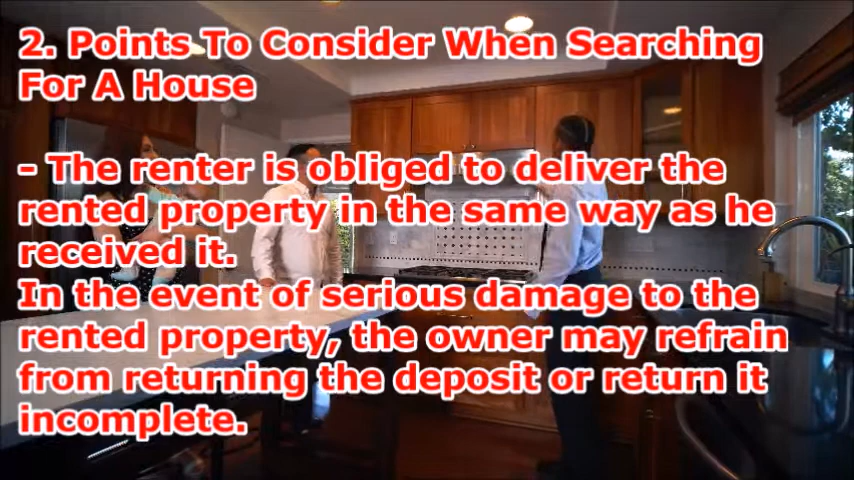 2. Points To Consider When Searching
For A House
- The renter is obliged to deliver the
rented property in the same way as he
received it.
In the event of serious damage to the
rented property, the owner may refrain
from returning the deposit or return it
incomplete.